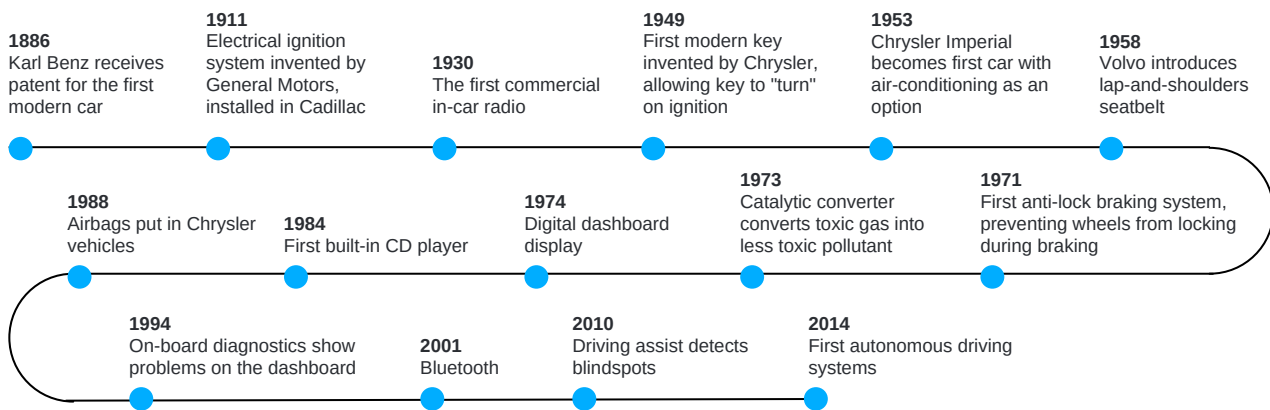 1886
Karl Benz receives
patent for the first
modern car
1911
Electrical ignition
system invented by
General Motors,
installed in Cadillac
1930
The first commercial
in-car radio
1949
First modern key
invented by Chrysler,
allowing key to "turn"
on ignition
1953
Chrysler Imperial
becomes first car with
air-conditioning as an
option
1958
Volvo introduces
lap-and-shoulders
seatbelt
1971
First anti-lock braking system,
preventing wheels from locking
during braking
1973
Catalytic converter
converts toxic gas into
less toxic pollutant
1974
Digital dashboard
display
1984
First built-in CD player
1988
Airbags put in Chrysler
vehicles
1994
On-board diagnostics show
problems on the dashboard
2001
Bluetooth
2010
Driving assist detects
blindspots
2014
First autonomous driving
systems